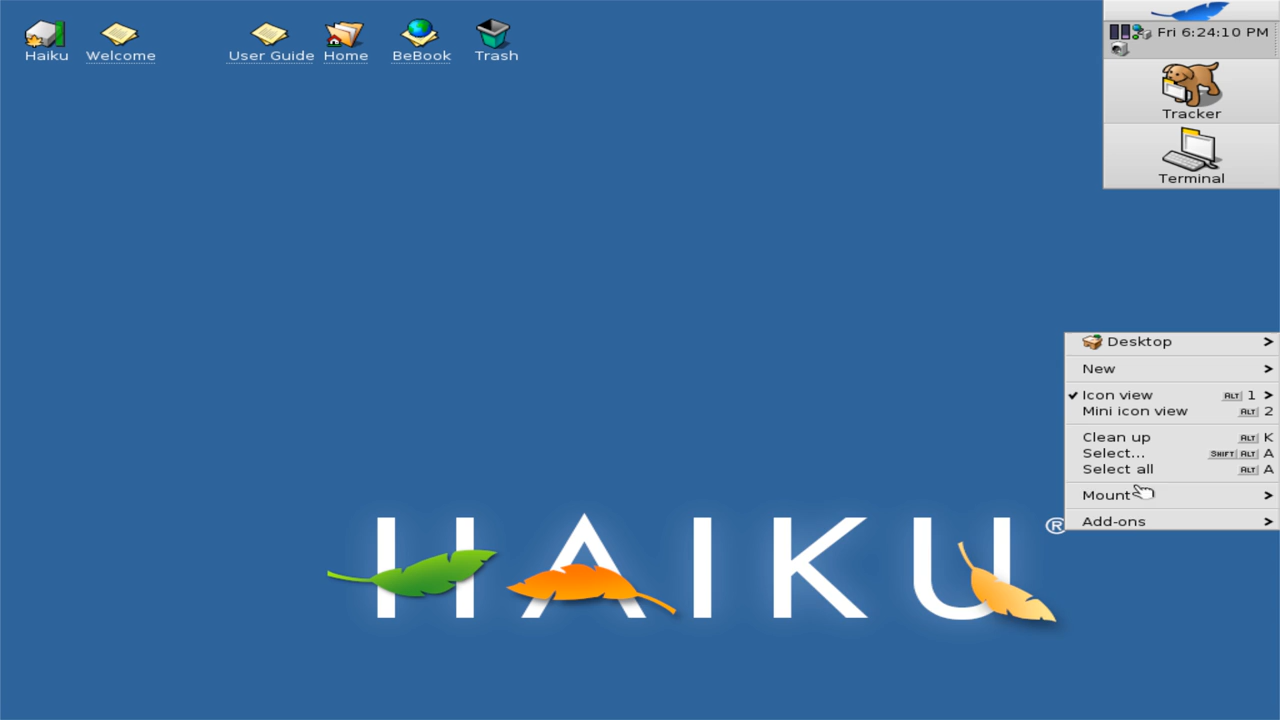 Haiku
Welcome
User Guide
Home
BeBook
Trash
Fri 6:24:10 PM
Tracker
Terminal
Desktop
New
Icon view ALT 1
Mini icon view ALT 2
Clean up ALT K
Select... SHIFT ALT A
Select all ALT A
Mount
Add-ons
HAIKU®